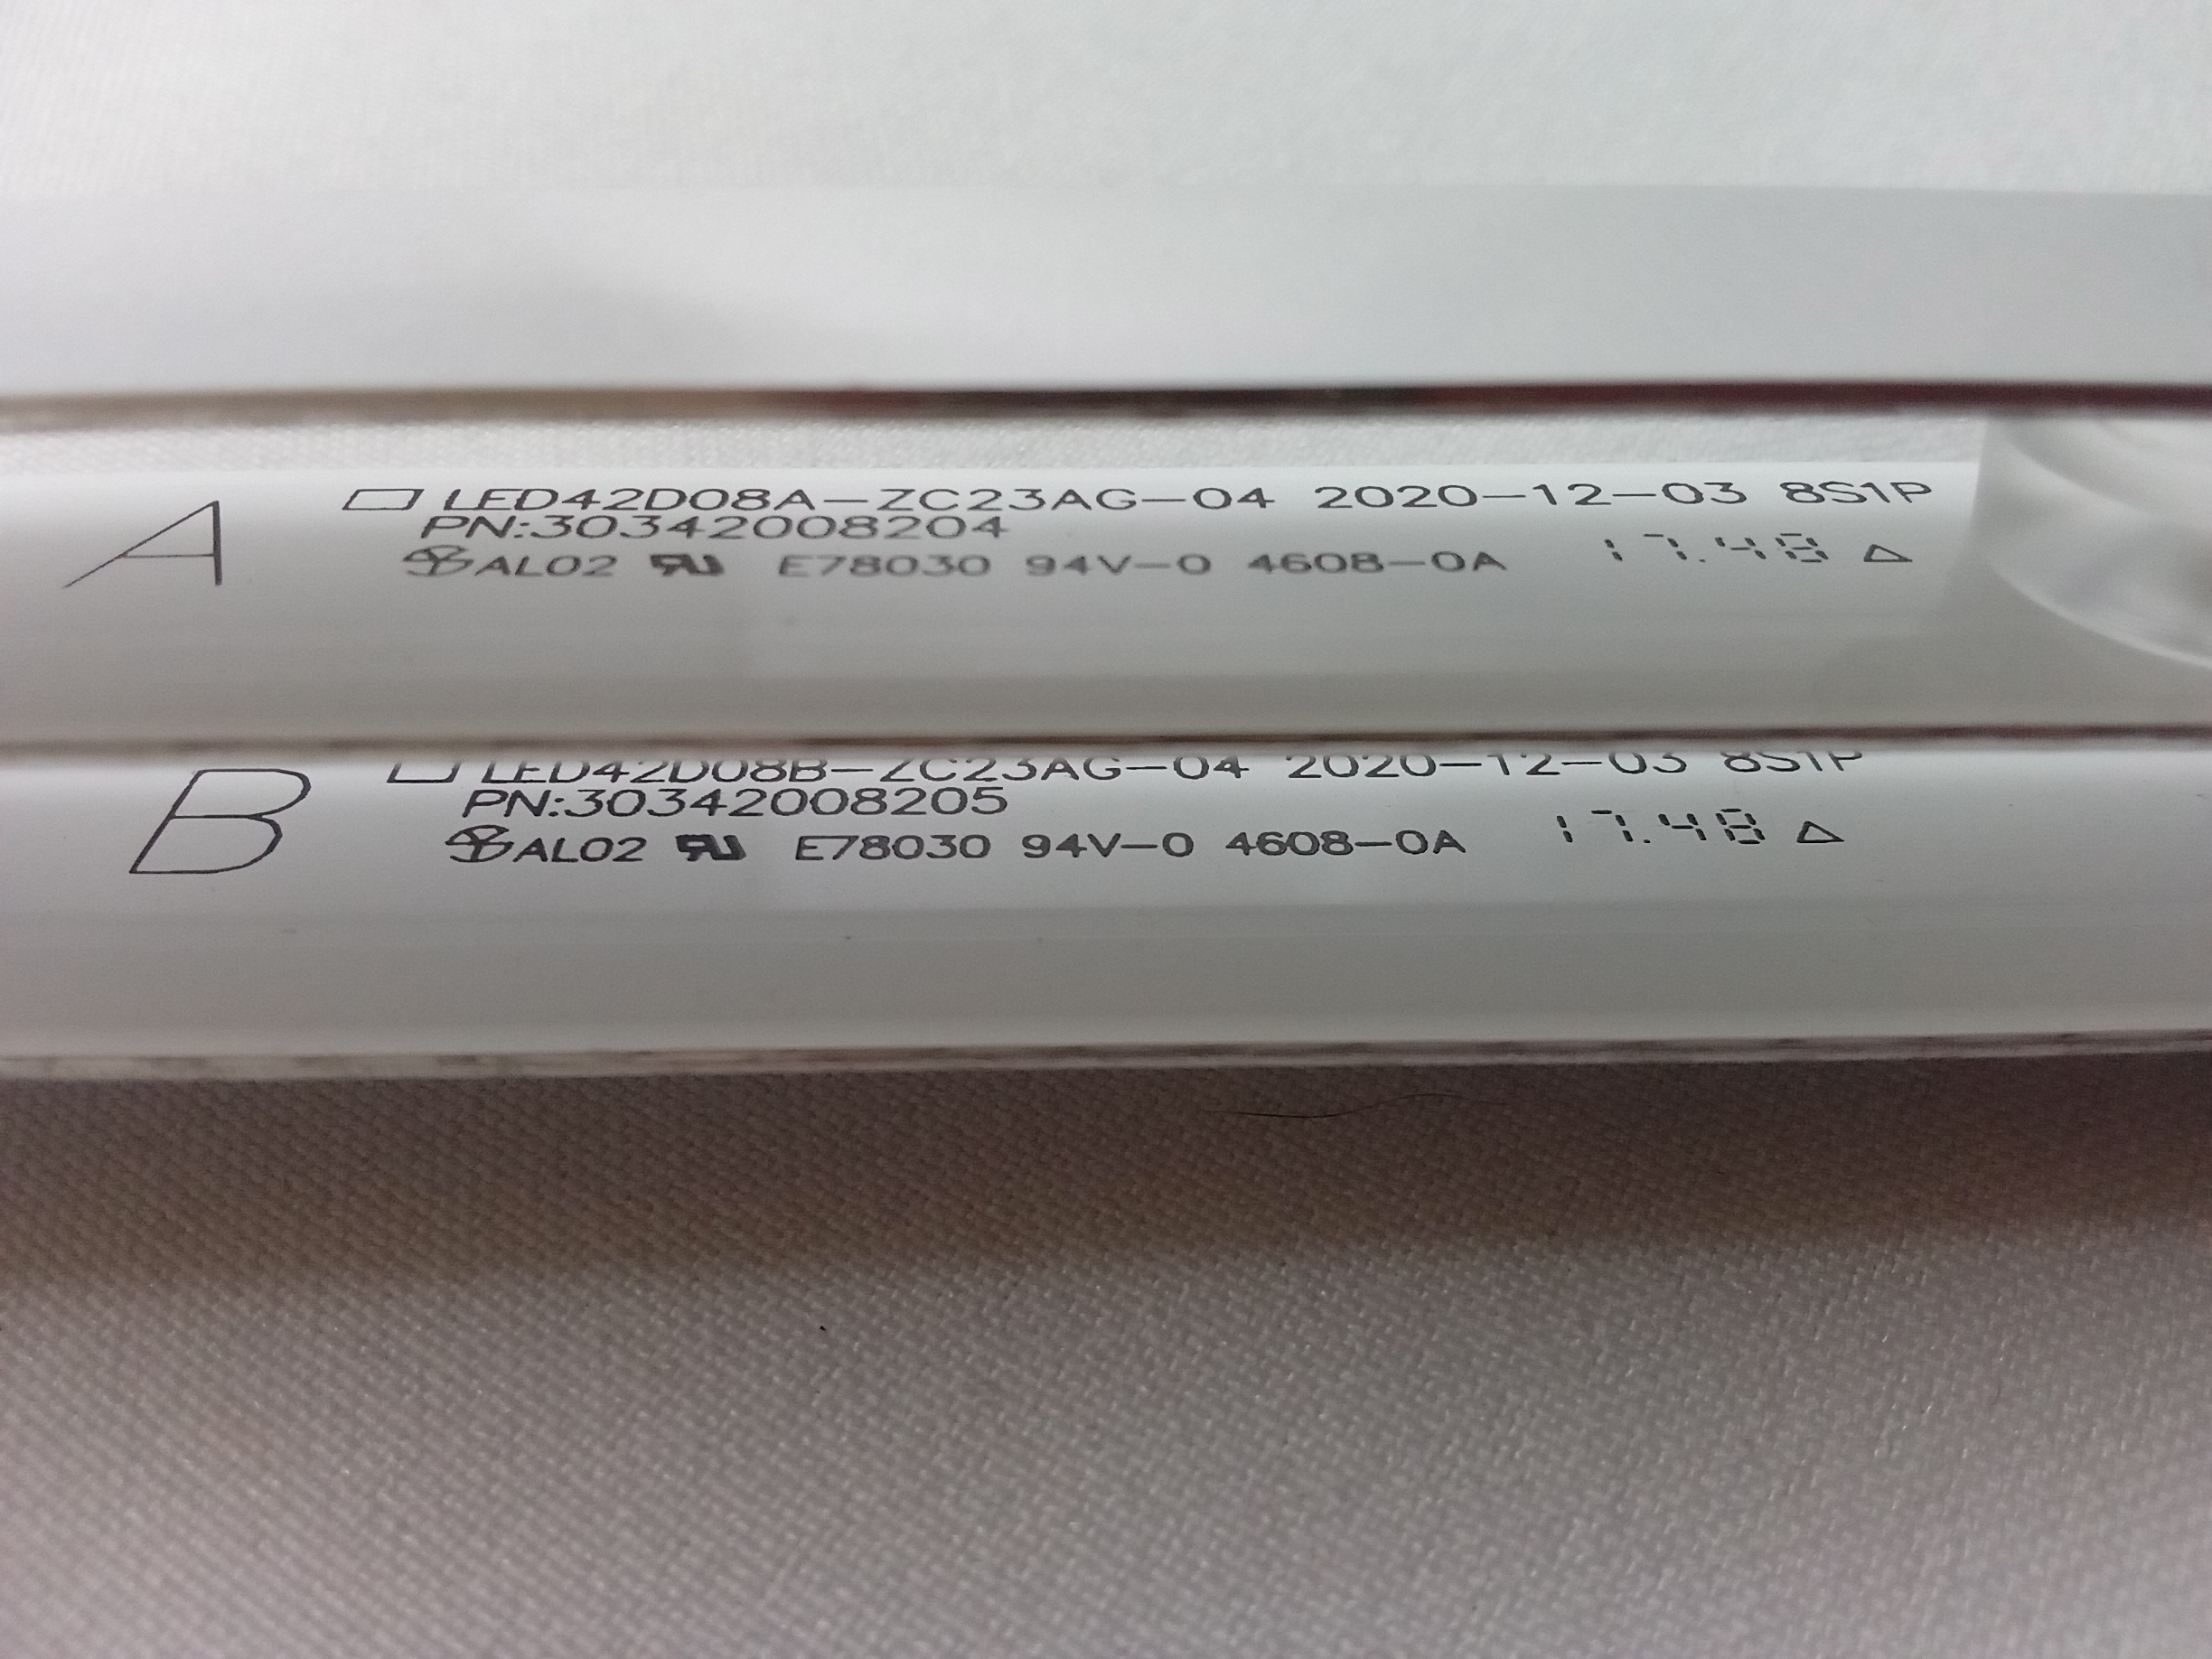 A
LED42D08A-ZC23AG-04 2020-12-03 8S1P
PN:30342008204
AL02 E78030 94V-0 4608-0A 17.48
B
LED42D08B-ZC23AG-04 2020-12-03 8S1P
PN:30342008205
AL02 E78030 94V-0 4608-0A 17.48